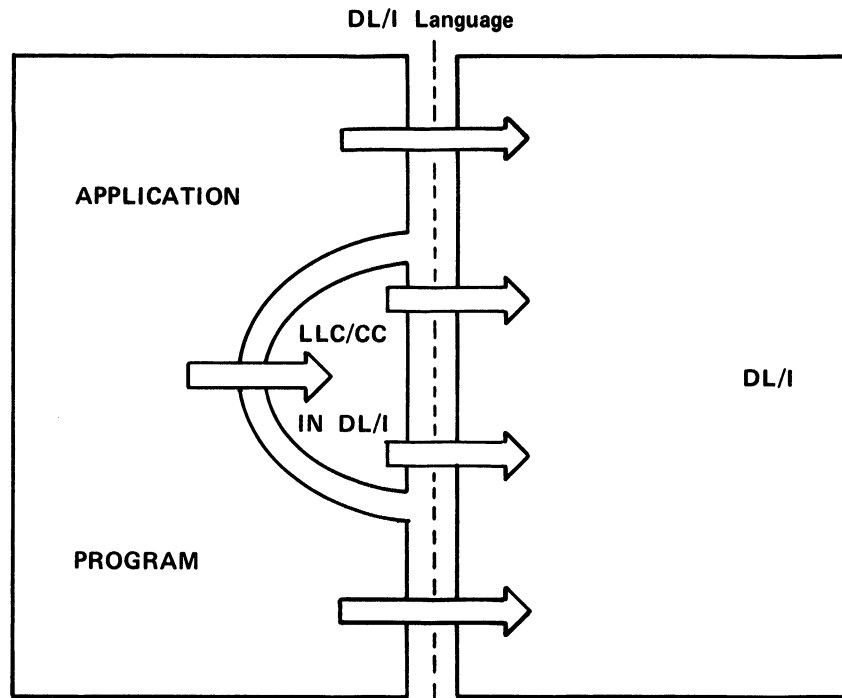 DL/I Language
APPLICATION
LLC/CC
DL/I
IN DL/I
PROGRAM